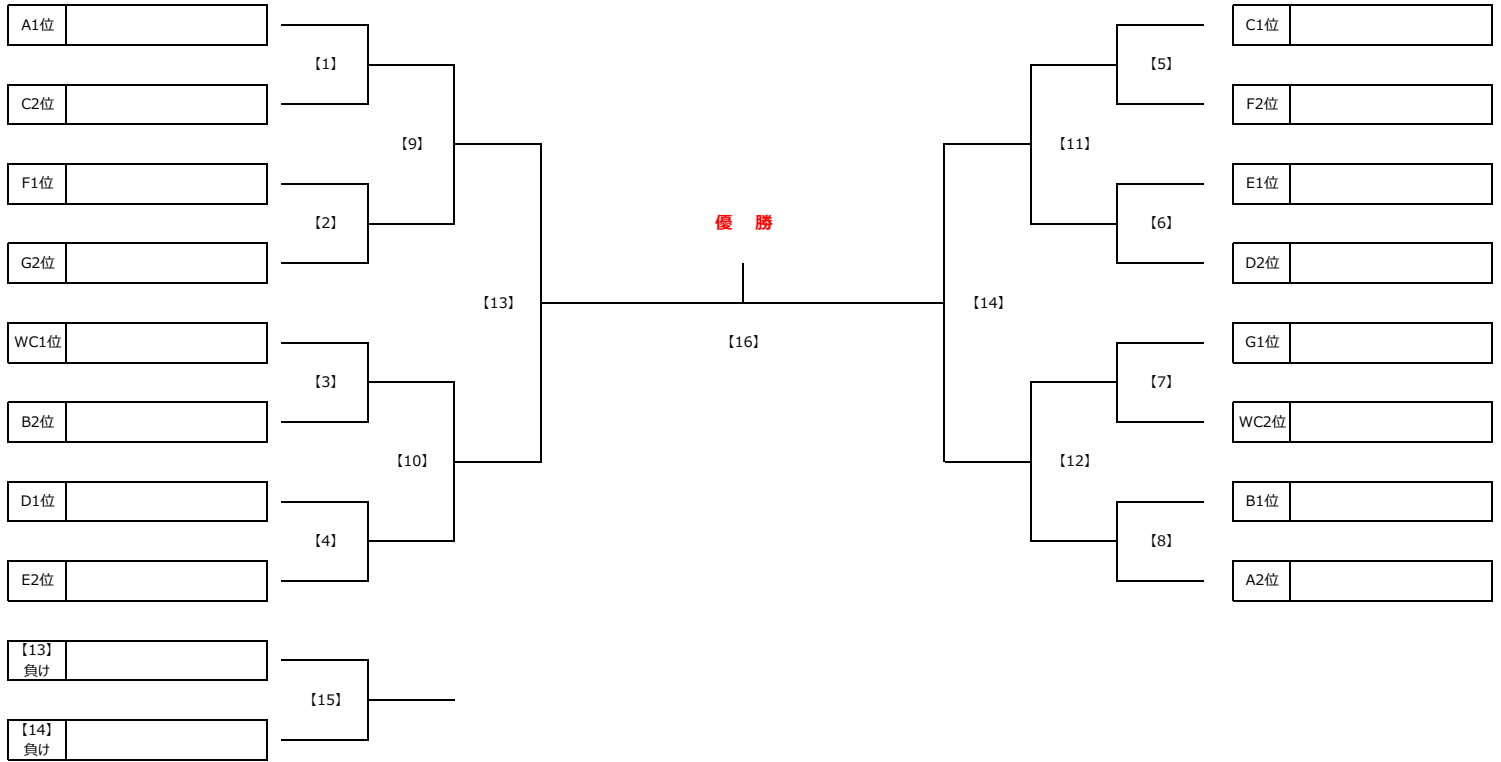 A1位
C1位
【1】
【5】
C2位
F2位
【9】
【11】
F1位
E1位
【2】
優 勝
【6】
G2位
D2位
【13】
【14】
WC1位
【16】
G1位
【3】
【7】
B2位
WC2位
【10】
【12】
D1位
B1位
【4】
【8】
E2位
A2位
【13】
負け
【15】
【14】
負け